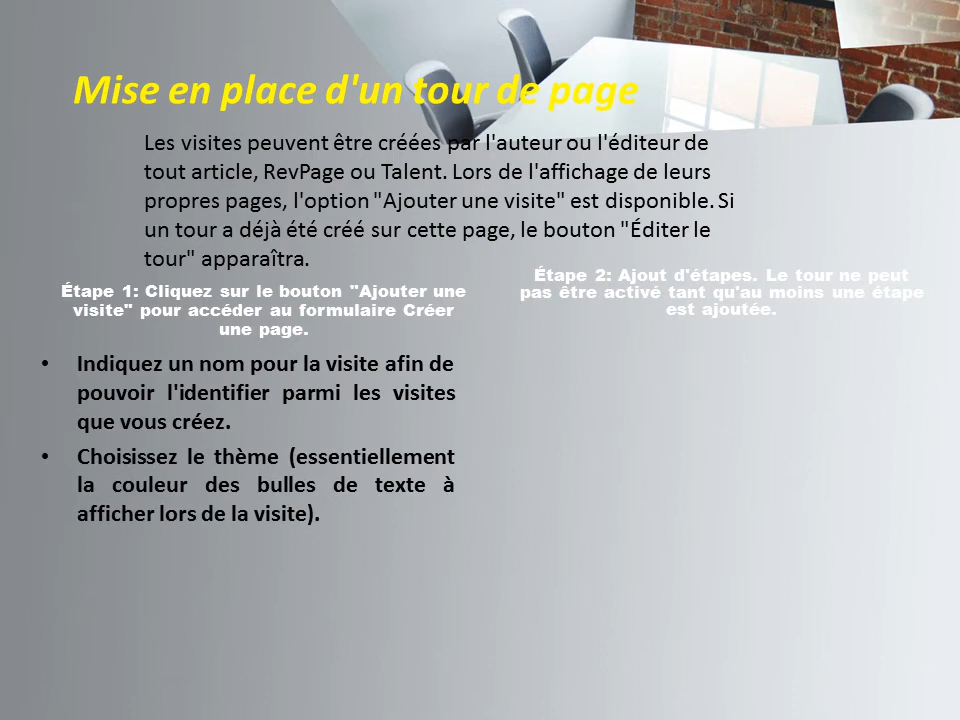 Mise en place d'un tour de page
Les visites peuvent être créées par l'auteur ou l'éditeur de
tout article, RevPage ou Talent. Lors de l'affichage de leurs
propres pages, l'option "Ajouter une visite" est disponible. Si
un tour a déjà été créé sur cette page, le bouton "Éditer le
tour" apparaîtra.
Étape 1: Cliquez sur le bouton "Ajouter une
visite" pour accéder au formulaire Créer
une page.
• Indiquez un nom pour la visite afin de
pouvoir l'identifier parmi les visites
que vous créez.
• Choisissez le thème (essentiellement
la couleur des bulles de texte à
afficher lors de la visite).
Étape 2: Ajout d'étapes. Le tour ne peut
pas être activé tant qu'au moins une étape
est ajoutée.